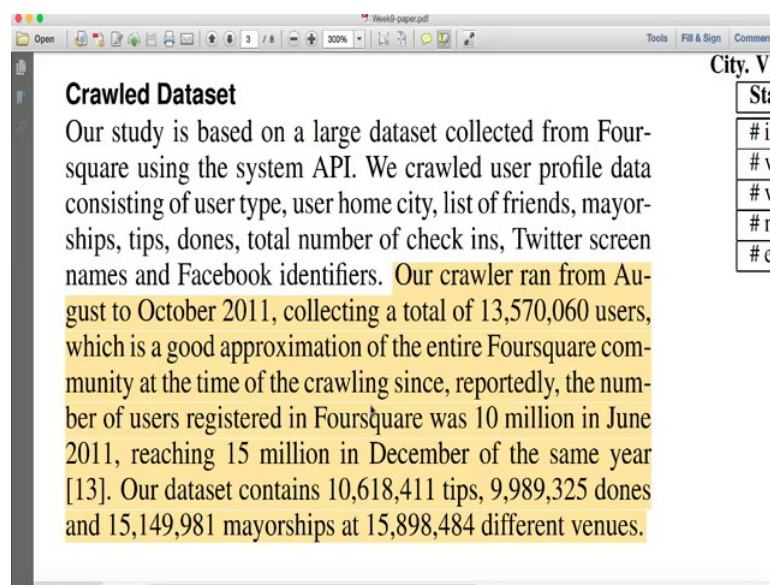 Week9-paper.pdf
Open
3 / 8
300%
Tools Fill & Sign Commen
City. V
Sta
# i
# v
# v
# r
# c
Crawled Dataset
Our study is based on a large dataset collected from Four-
square using the system API. We crawled user profile data
consisting of user type, user home city, list of friends, mayor-
ships, tips, dones, total number of check ins, Twitter screen
names and Facebook identifiers. Our crawler ran from Au-
gust to October 2011, collecting a total of 13,570,060 users,
which is a good approximation of the entire Foursquare com-
munity at the time of the crawling since, reportedly, the num-
ber of users registered in Foursquare was 10 million in June
2011, reaching 15 million in December of the same year
[13]. Our dataset contains 10,618,411 tips, 9,989,325 dones
and 15,149,981 mayorships at 15,898,484 different venues.